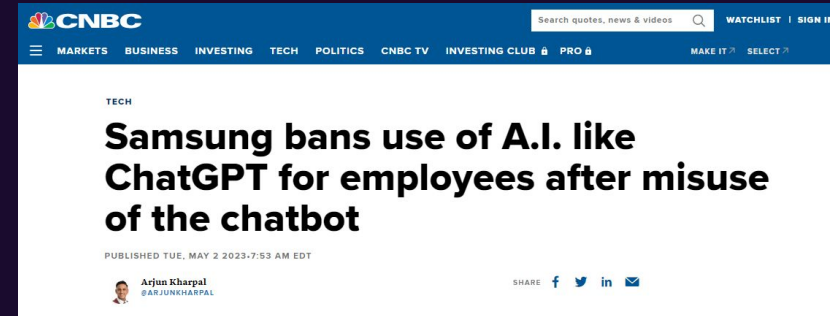 CNBC
Search quotes, news & videos
WATCHLIST | SIGN IN
MARKETS BUSINESS INVESTING TECH POLITICS CNBC TV INVESTING CLUB PRO MAKE IT SELECT
TECH
Samsung bans use of A.I. like
ChatGPT for employees after misuse
of the chatbot
PUBLISHED TUE, MAY 2 2023•7:53 AM EDT
Arjun Kharpal
@ARJUNKHARPAL
SHARE